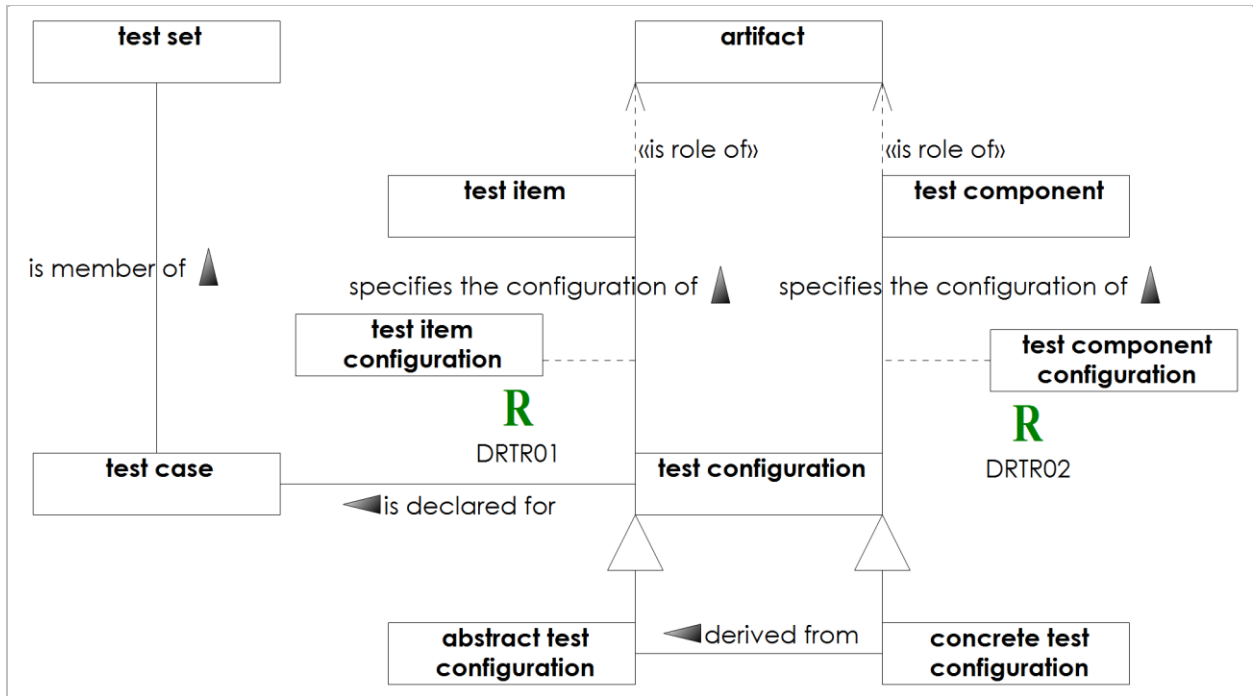 test set
artifact
«is role of»
«is role of»
test item
test component
is member of
specifies the configuration of
specifies the configuration of
test item
configuration
test component
configuration
R
DRTR01
R
DRTR02
test case
test configuration
is declared for
abstract test
configuration
derived from
concrete test
configuration